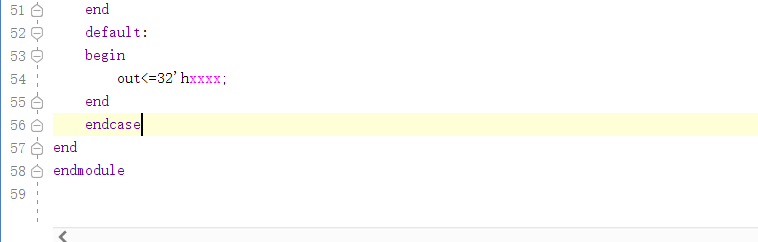 51 end
52 default:
53 begin
54 out<=32'hxxxx;
55 end
56 endcase
57 end
58 endmodule
59